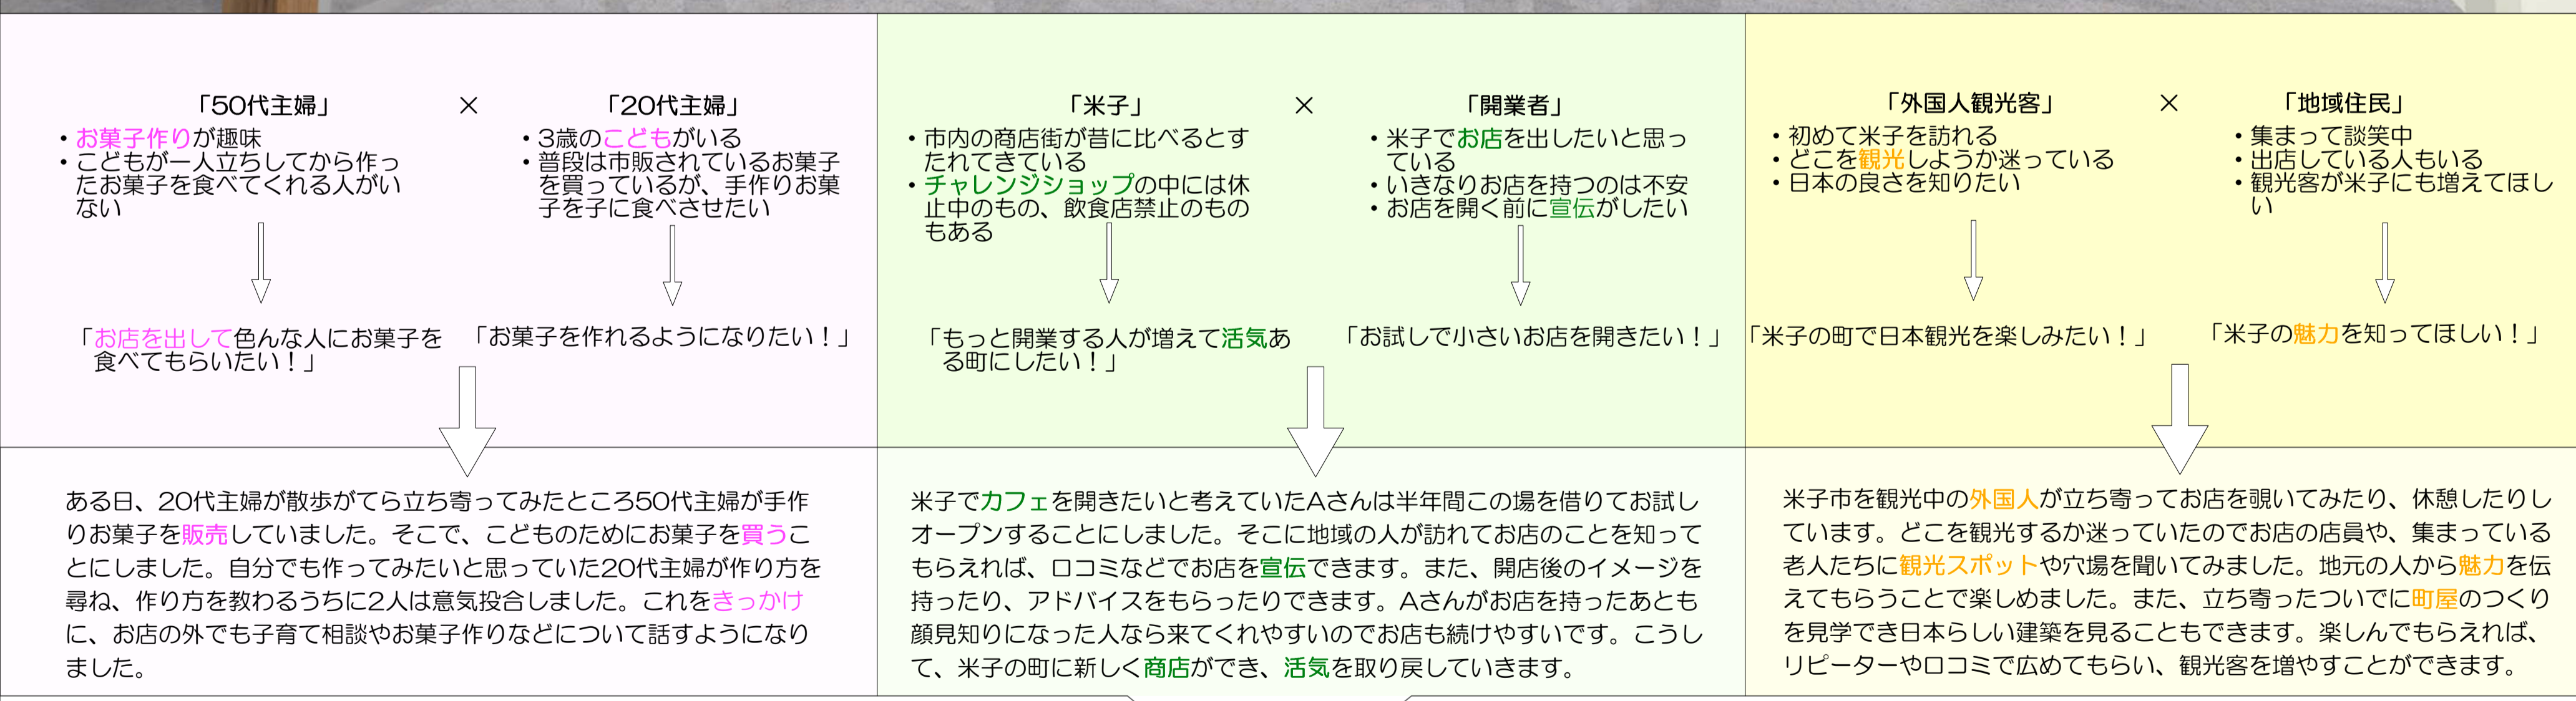 「50代主婦」 × 「20代主婦」
・お菓子作りが趣味
・こどもが一人立ちしてから作っ
たお菓子を食べてくれる人がい
ない
・3歳のこどもがいる
・普段は市販されているお菓子
を買っているが、手作りお菓
子を子に食べさせたい
「お店を出して色んな人にお菓子を
食べてもらいたい！」
「お菓子を作れるようになりたい！」
ある日、20代主婦が散歩がてら立ち寄ってみたところ50代主婦が手作
りお菓子を販売していました。そこで、こどものためにお菓子を買うこ
とにしました。自分でも作ってみたいと思っていた20代主婦が作り方を
尋ね、作り方を教わるうちに2人は意気投合しました。これをきっかけ
に、お店の外でも子育て相談やお菓子作りなどについて話すようになり
ました。
「米子」 × 「開業者」
・市内の商店街が昔に比べるとす
たれてきている
・チャレンジショップの中には休
止中のもの、飲食店禁止のもの
もある
・米子でお店を出したいと思っ
ている
・いきなりお店を持つのは不安
・お店を開く前に宣伝がしたい
「もっと開業する人が増えて活気あ
る町にしたい！」
「お試しで小さいお店を開きたい！」
米子でカフェを開きたいと考えていたAさんは半年間この場を借りてお試し
オープンすることにしました。そこに地域の人が訪れてお店のことを知って
もらえれば、口コミなどでお店を宣伝できます。また、開店後のイメージを
持ったり、アドバイスをもらったりできます。Aさんがお店を持ったあとも
顔見知りになった人なら来てくれやすいのでお店も続けやすいです。こうし
て、米子の町に新しく商店ができ、活気を取り戻していきます。
「外国人観光客」 × 「地域住民」
・初めて米子を訪れる
・どこを観光しようか迷っている
・日本の良さを知りたい
・集まって談笑中
・出店している人もいる
・観光客が米子にも増えてほし
い
「米子の町で日本観光を楽しみたい！」
「米子の魅力を知ってほしい！」
米子市を観光中の外国人が立ち寄ってお店を覗いてみたり、休憩したりし
ています。どこを観光するか迷っていたのでお店の店員や、集まっている
老人たちに観光スポットや穴場を聞いてみました。地元の人から魅力を伝
えてもらうことで楽しめました。また、立ち寄ったついでに町屋のつくり
を見学でき日本らしい建築を見ることもできます。楽しんでもらえれば、
リピーターや口コミで広めてもらい、観光客を増やすことができます。